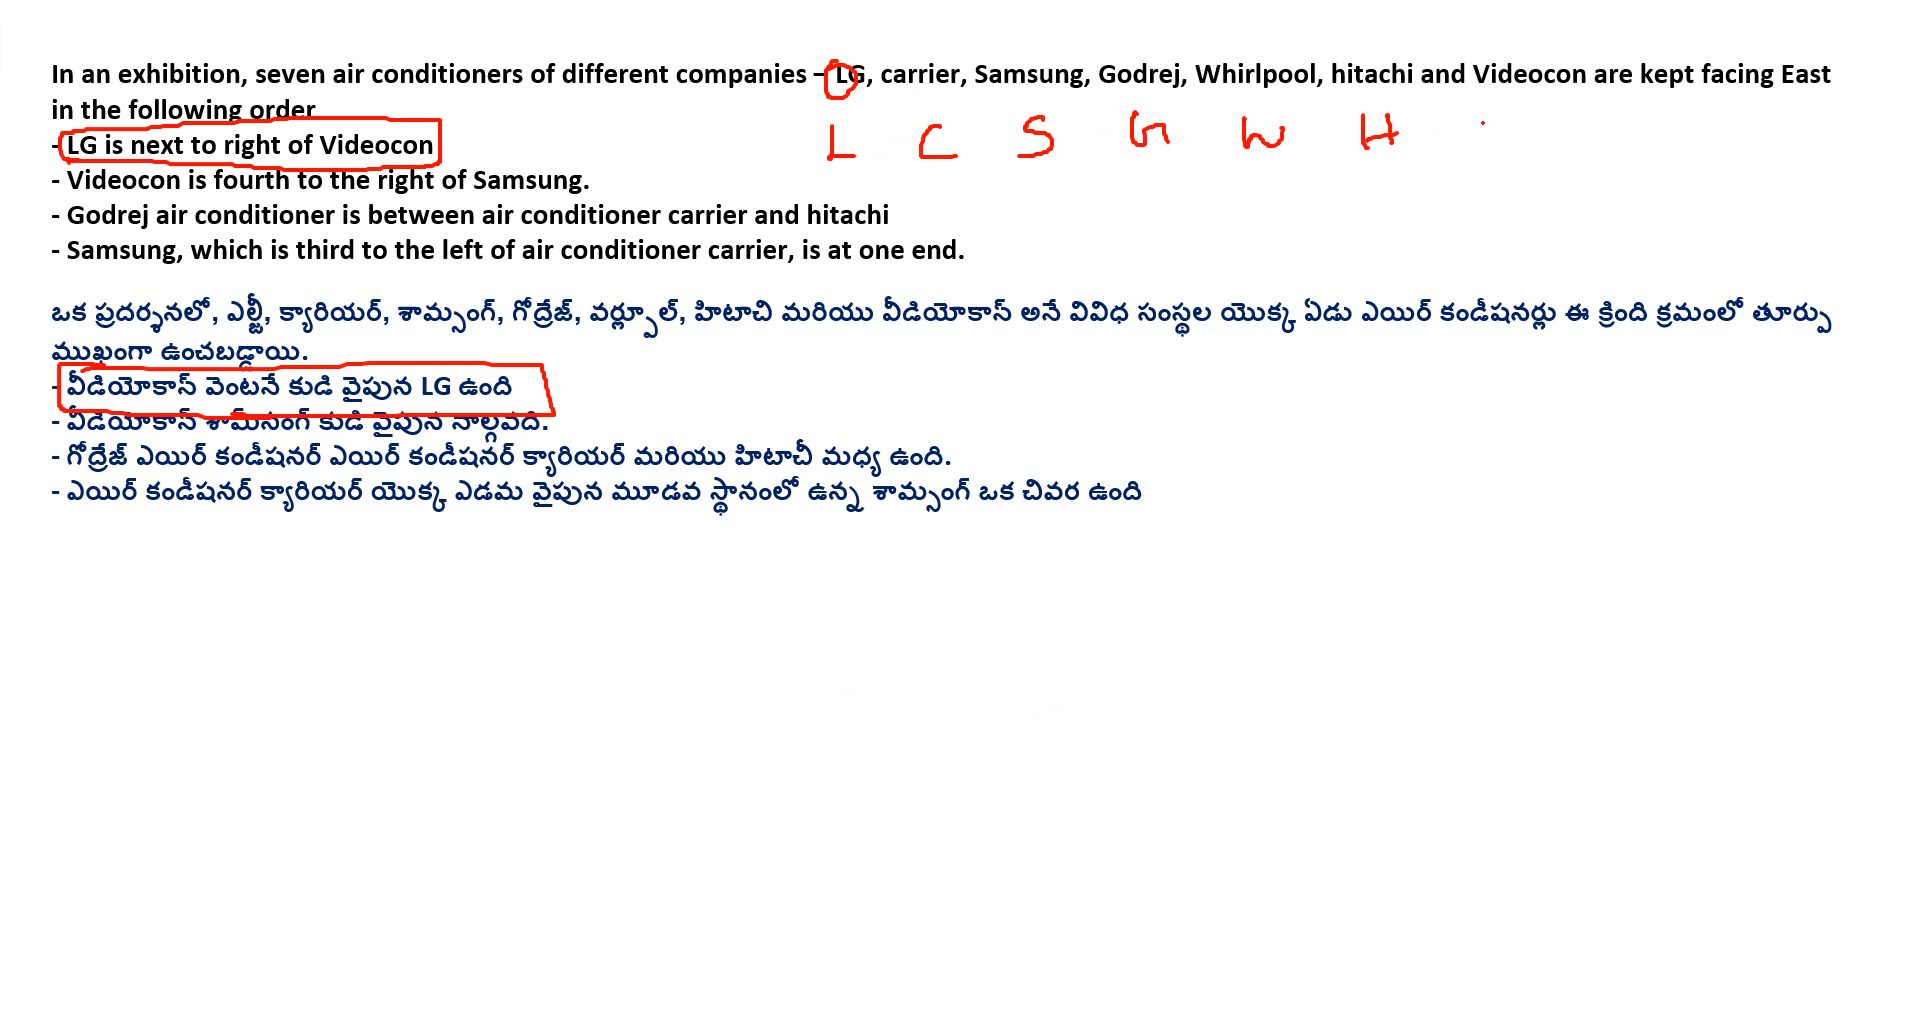 In an exhibition, seven air conditioners of different companies – LG, carrier, Samsung, Godrej, Whirlpool, hitachi and Videocon are kept facing East
in the following order
L C S G W H
- LG is next to right of Videocon
- Videocon is fourth to the right of Samsung.
- Godrej air conditioner is between air conditioner carrier and hitachi
- Samsung, which is third to the left of air conditioner carrier, is at one end.
ఒక ప్రదర్శనలో, ఎల్జీ, క్యారియర్, శామ్సంగ్, గోద్రేజ్, వర్ల్పూల్, హిటాచి మరియు వీడియోకాస్ అనే వివిధ సంస్థల యొక్క ఏడు ఎయిర్ కండీషనర్లు ఈ క్రింది క్రమంలో తూర్పు
ముఖంగా ఉంచబడ్డాయి.
- వీడియోకాస్ వెంటనే కుడి వైపున LG ఉంది
- వీడియోకాన్ శామ్‌సంగ్ కుడి వైపున నాల్గవది.
- గోద్రేజ్ ఎయిర్ కండీషనర్ ఎయిర్ కండీషనర్ క్యారియర్ మరియు హిటాచీ మధ్య ఉంది.
- ఎయిర్ కండీషనర్ క్యారియర్ యొక్క ఎడమ వైపున మూడవ స్థానంలో ఉన్న శామ్సంగ్ ఒక చివర ఉంది